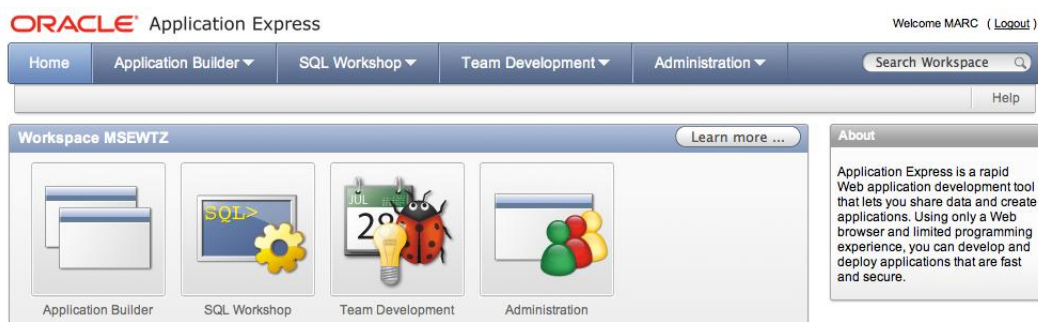 ORACLE Application Express
Welcome MARC ( Logout )
Home
Application Builder
SQL Workshop
Team Development
Administration
Search Workspace
Help
Workspace MSEWTZ
Learn more ...
About
Application Express is a rapid
Web application development tool
that lets you share data and create
applications. Using only a Web
browser and limited programming
experience, you can develop and
deploy applications that are fast
and secure.
SQL>
JUL
28
Application Builder
SQL Workshop
Team Development
Administration